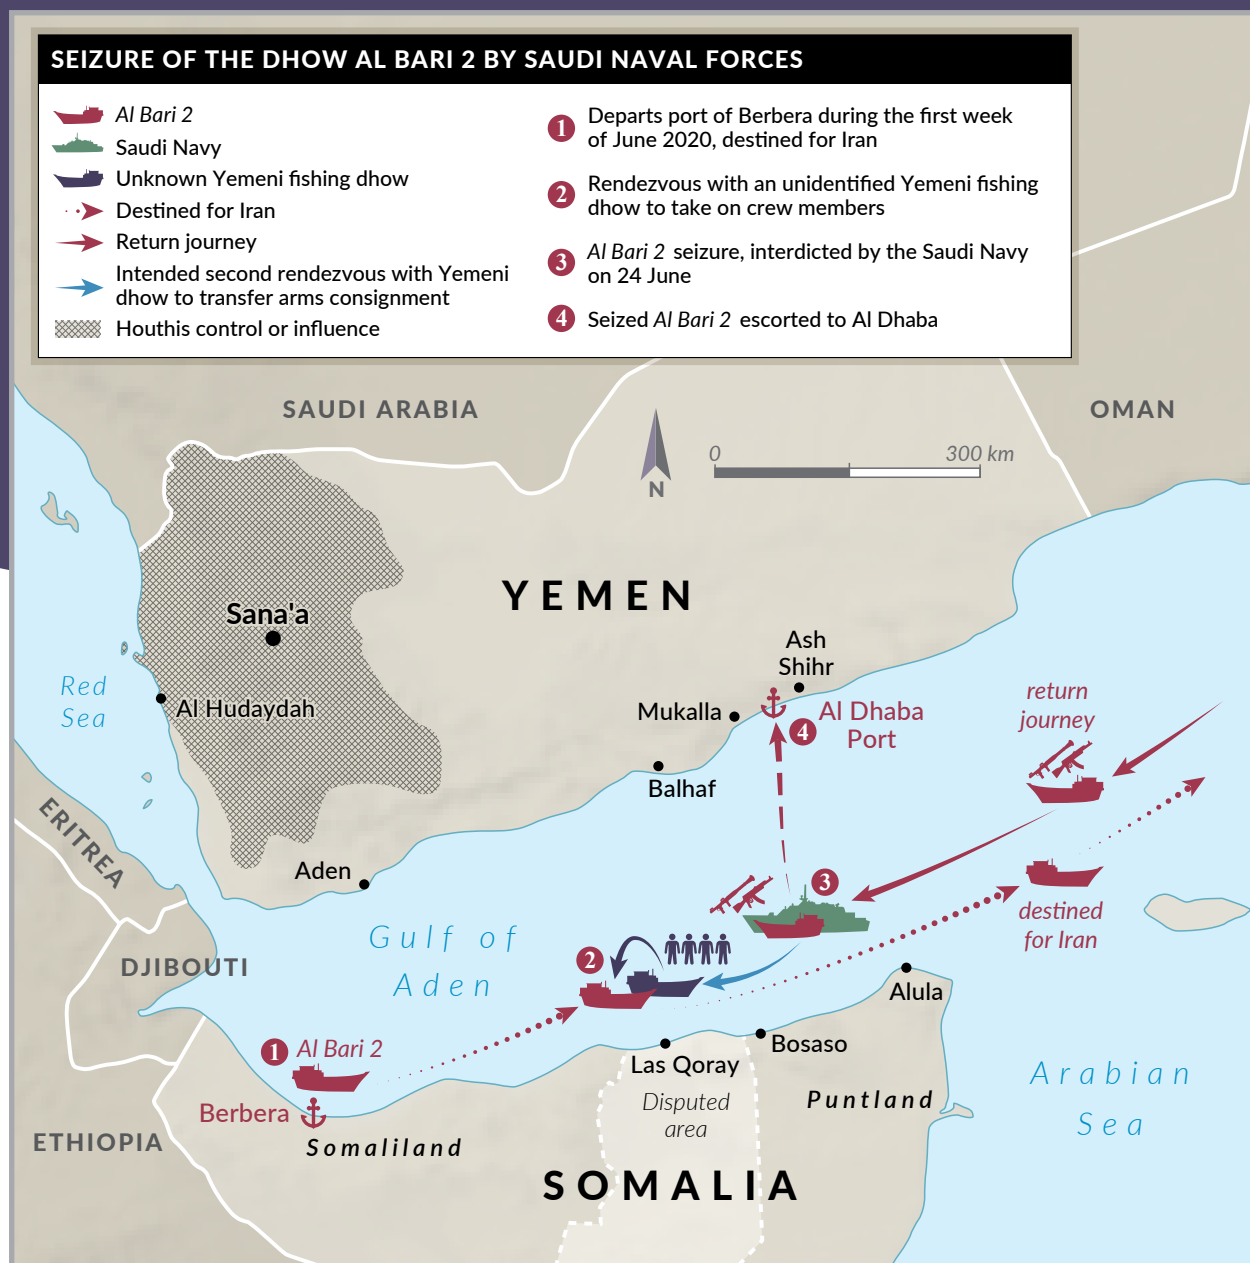 SEIZURE OF THE DHOW AL BARI 2 BY SAUDI NAVAL FORCES
Al Bari 2
Saudi Navy
Unknown Yemeni fishing dhow
Destined for Iran
Return journey
Intended second rendezvous with Yemeni
dhow to transfer arms consignment
Houthis control or influence
1 Departs port of Berbera during the first week
of June 2020, destined for Iran
2 Rendezvous with an unidentified Yemeni fishing
dhow to take on crew members
3 Al Bari 2 seizure, interdicted by the Saudi Navy
on 24 June
4 Seized Al Bari 2 escorted to Al Dhaba
SAUDI ARABIA
OMAN
0 300 km
N
YEMEN
Sana'a
Ash
Shihr
Red
Sea
Al Hudaydah
Mukalla
4
Al Dhaba
Port
return
journey
Balhaf
ERITREA
Aden
3
destined
for Iran
Gulf of
Aden
2
DJIBOUTI
Alula
1 Al Bari 2
Las Qoray
Bosaso
Berbera
Disputed
area
Puntland
Arabian
Sea
ETHIOPIA
Somaliland
SOMALIA